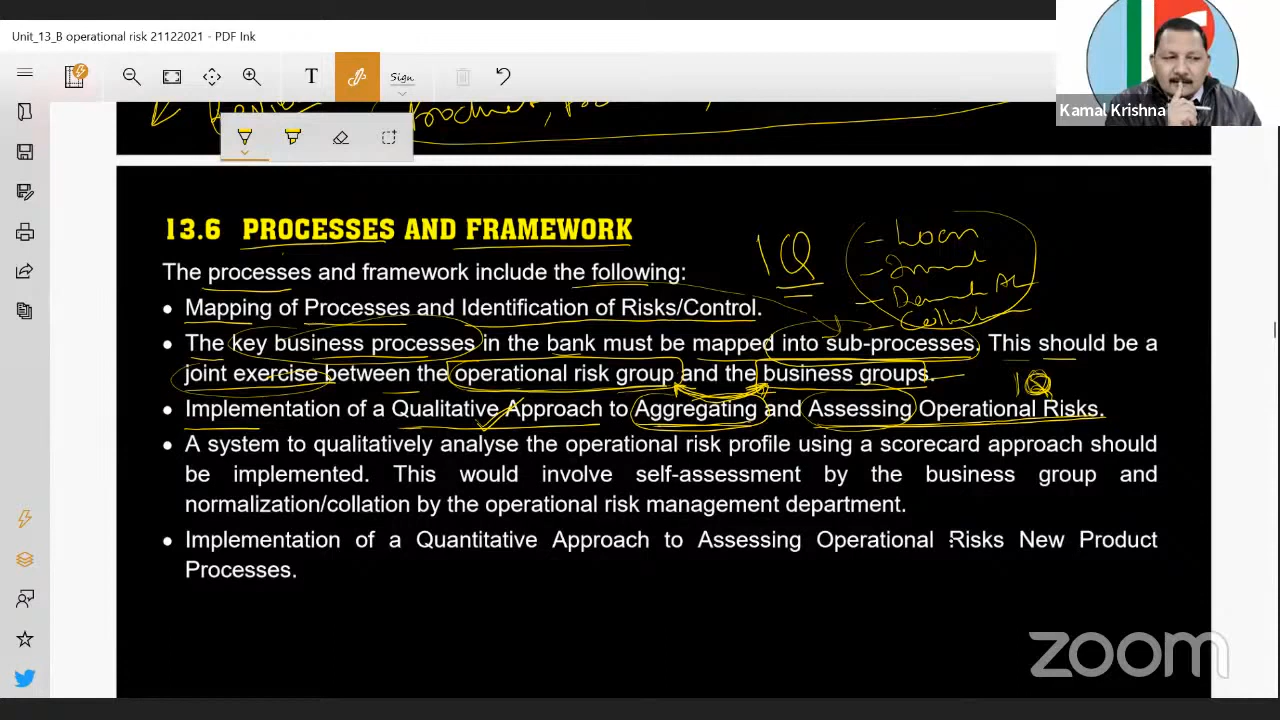 Unit_13_B operational risk 21122021 - PDF Ink
T
Sign
Kamal Krishna
13.6 PROCESSES AND FRAMEWORK
1Q
- Loan
The processes and framework include the following:
• Mapping of Processes and Identification of Risks/Control.
• The key business processes in the bank must be mapped into sub-processes. This should be a
joint exercise between the operational risk group and the business groups.
1Q
• Implementation of a Qualitative Approach to Aggregating and Assessing Operational Risks.
• A system to qualitatively analyse the operational risk profile using a scorecard approach should
be implemented. This would involve self-assessment by the business group and
normalization/collation by the operational risk management department.
• Implementation of a Quantitative Approach to Assessing Operational Risks New Product
Processes.
zoom